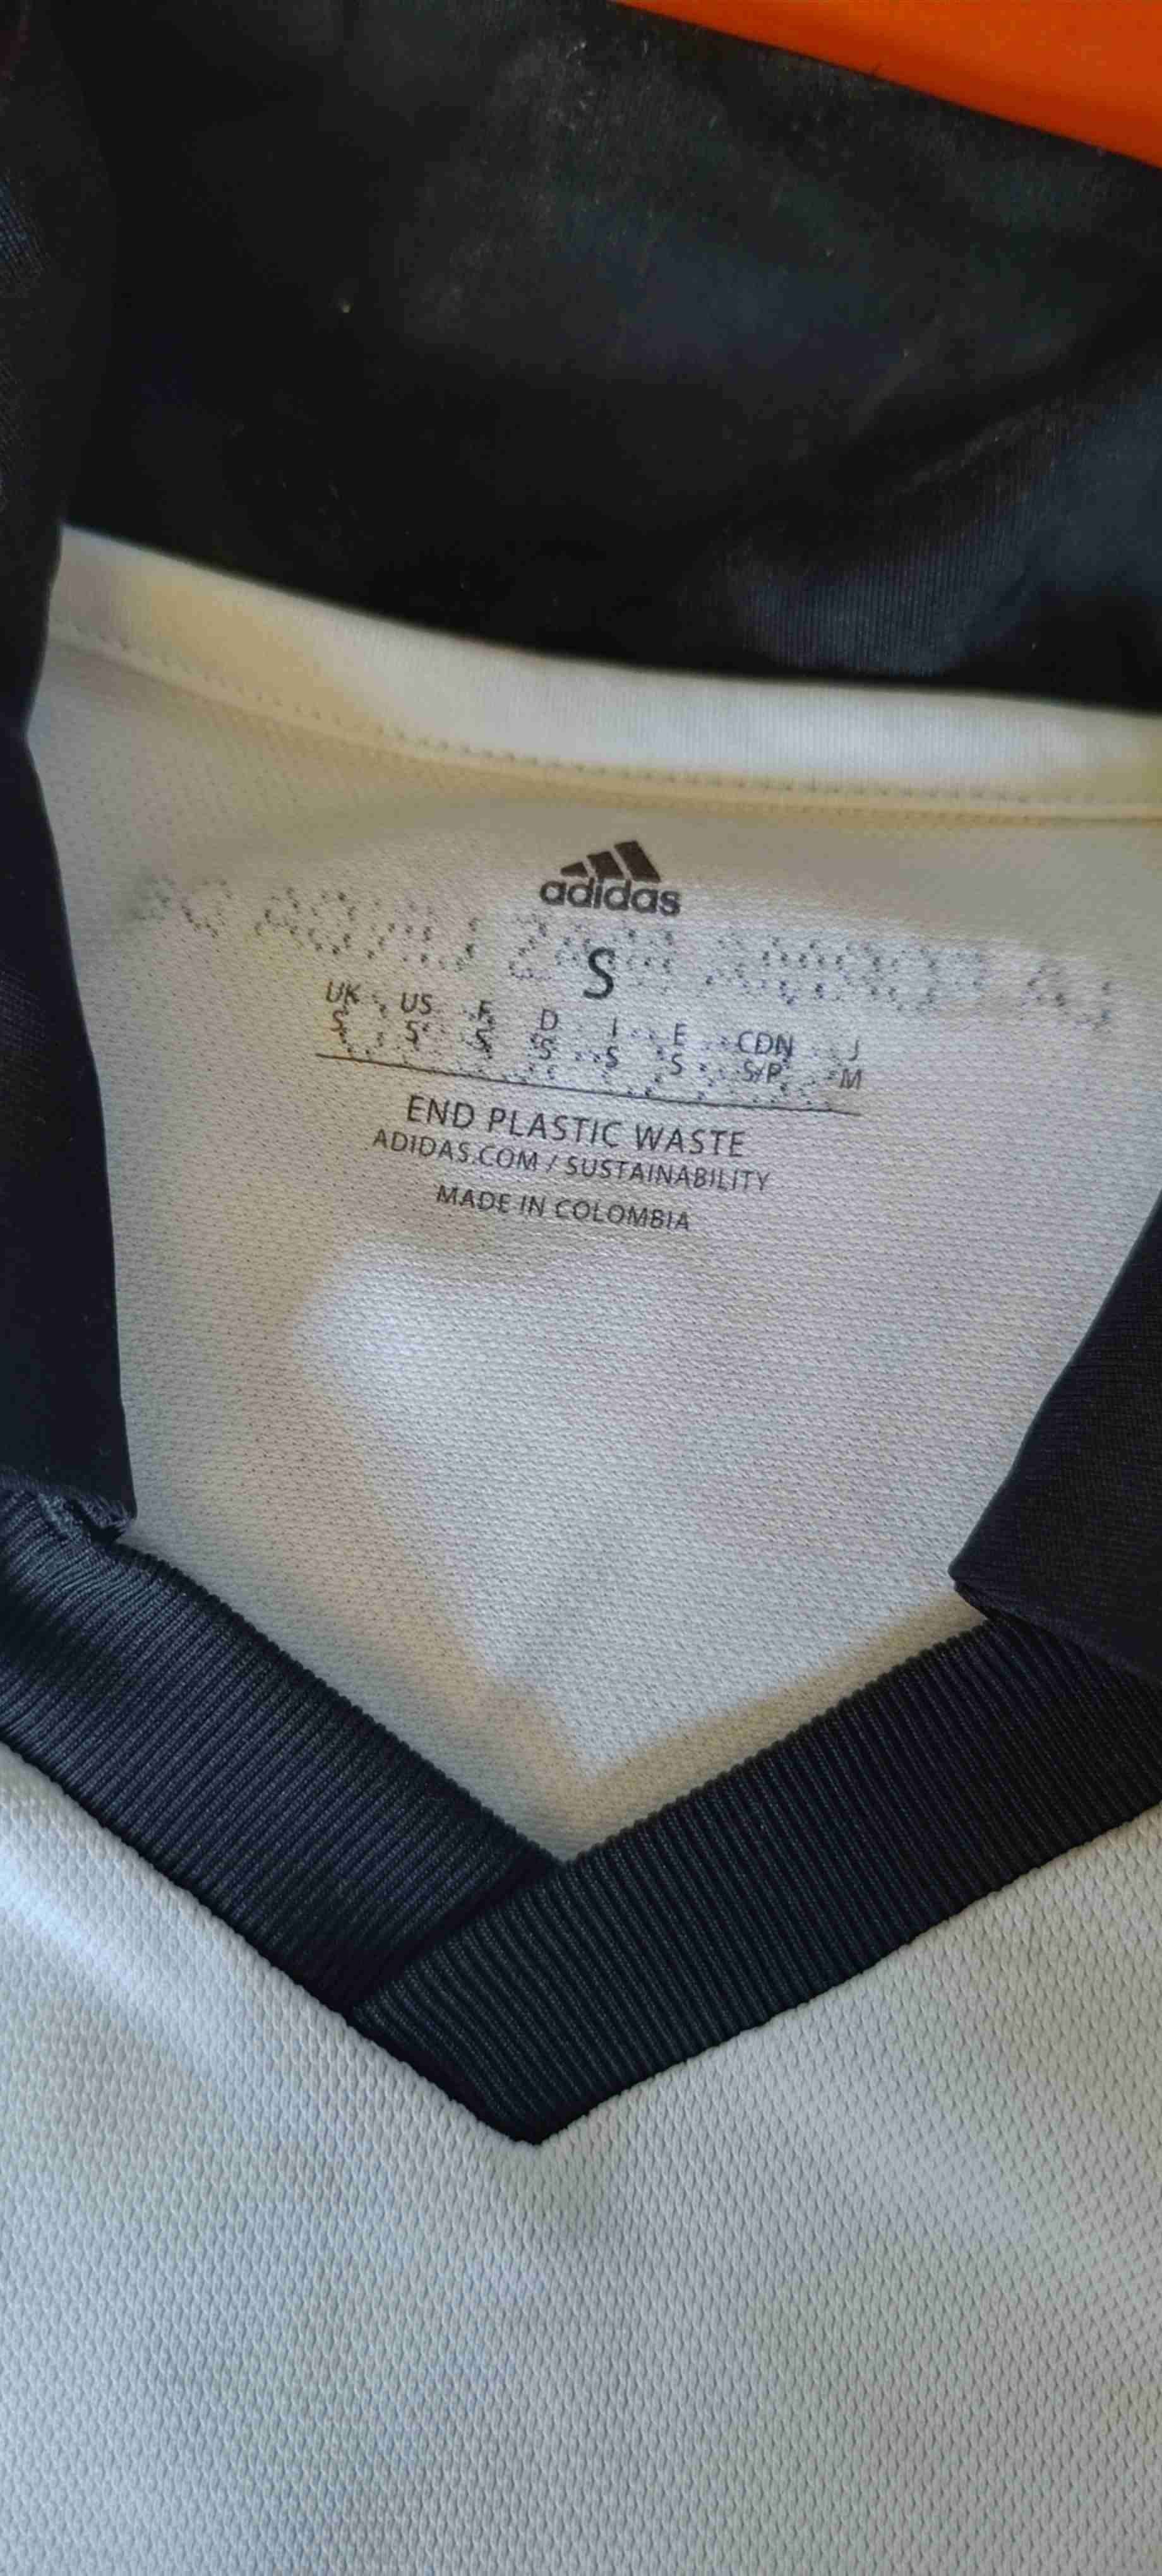 adidas
S
UK US F D I E CDN J
S S S S S S S/P M
END PLASTIC WASTE
ADIDAS.COM / SUSTAINABILITY
MADE IN COLOMBIA